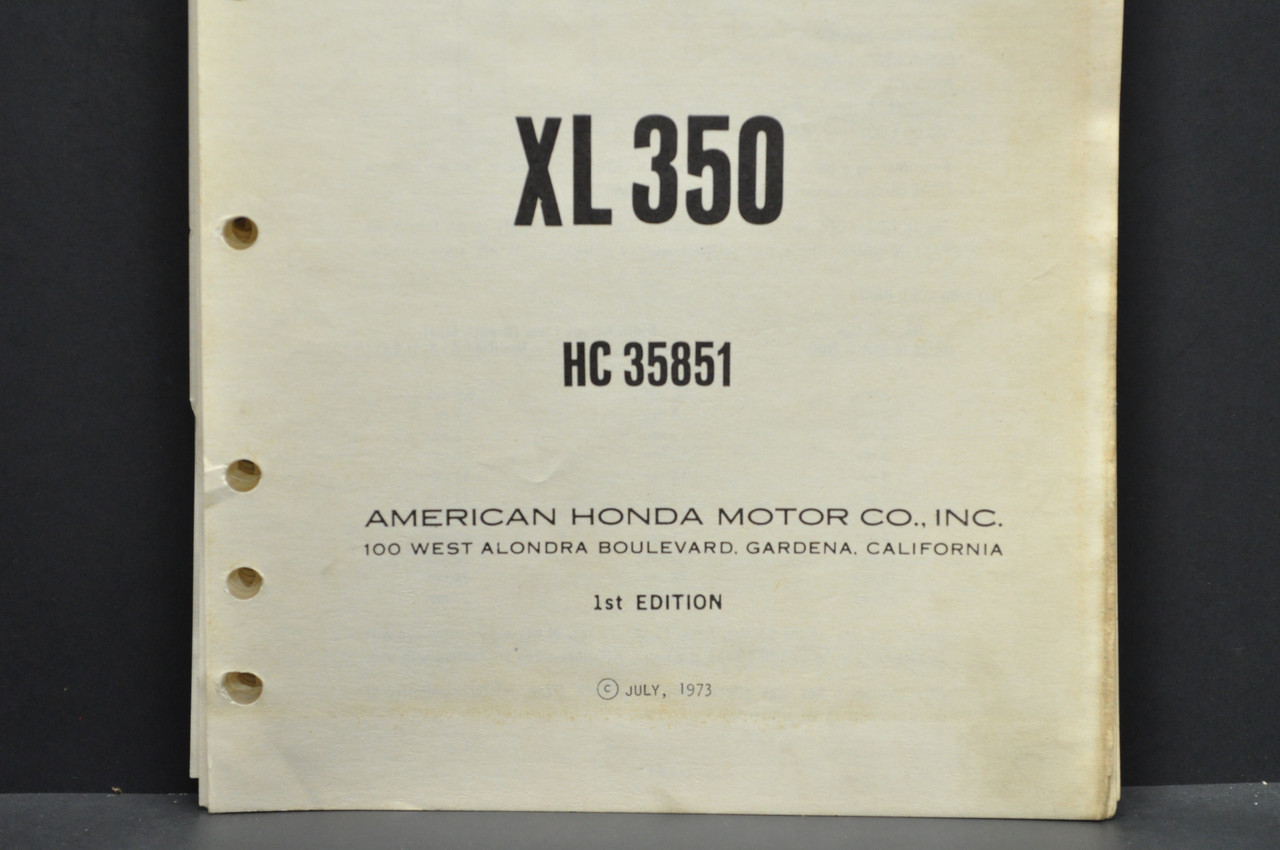 XL 350
HC 35851
AMERICAN HONDA MOTOR CO., INC.
100 WEST ALONDRA BOULEVARD, GARDENA, CALIFORNIA
1st EDITION
© JULY, 1973